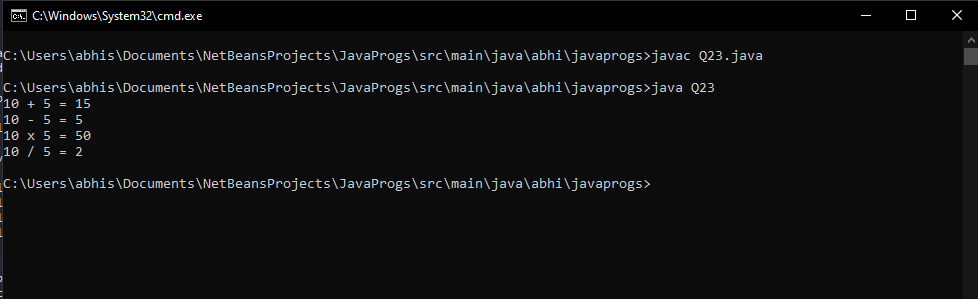 C:\Windows\System32\cmd.exe
C:\Users\abhis\Documents\NetBeansProjects\JavaProgs\src\main\java\abhi\javaprogs>javac Q23.java
C:\Users\abhis\Documents\NetBeansProjects\JavaProgs\src\main\java\abhi\javaprogs>java Q23
10 + 5 = 15
10 - 5 = 5
10 x 5 = 50
10 / 5 = 2
C:\Users\abhis\Documents\NetBeansProjects\JavaProgs\src\main\java\abhi\javaprogs>